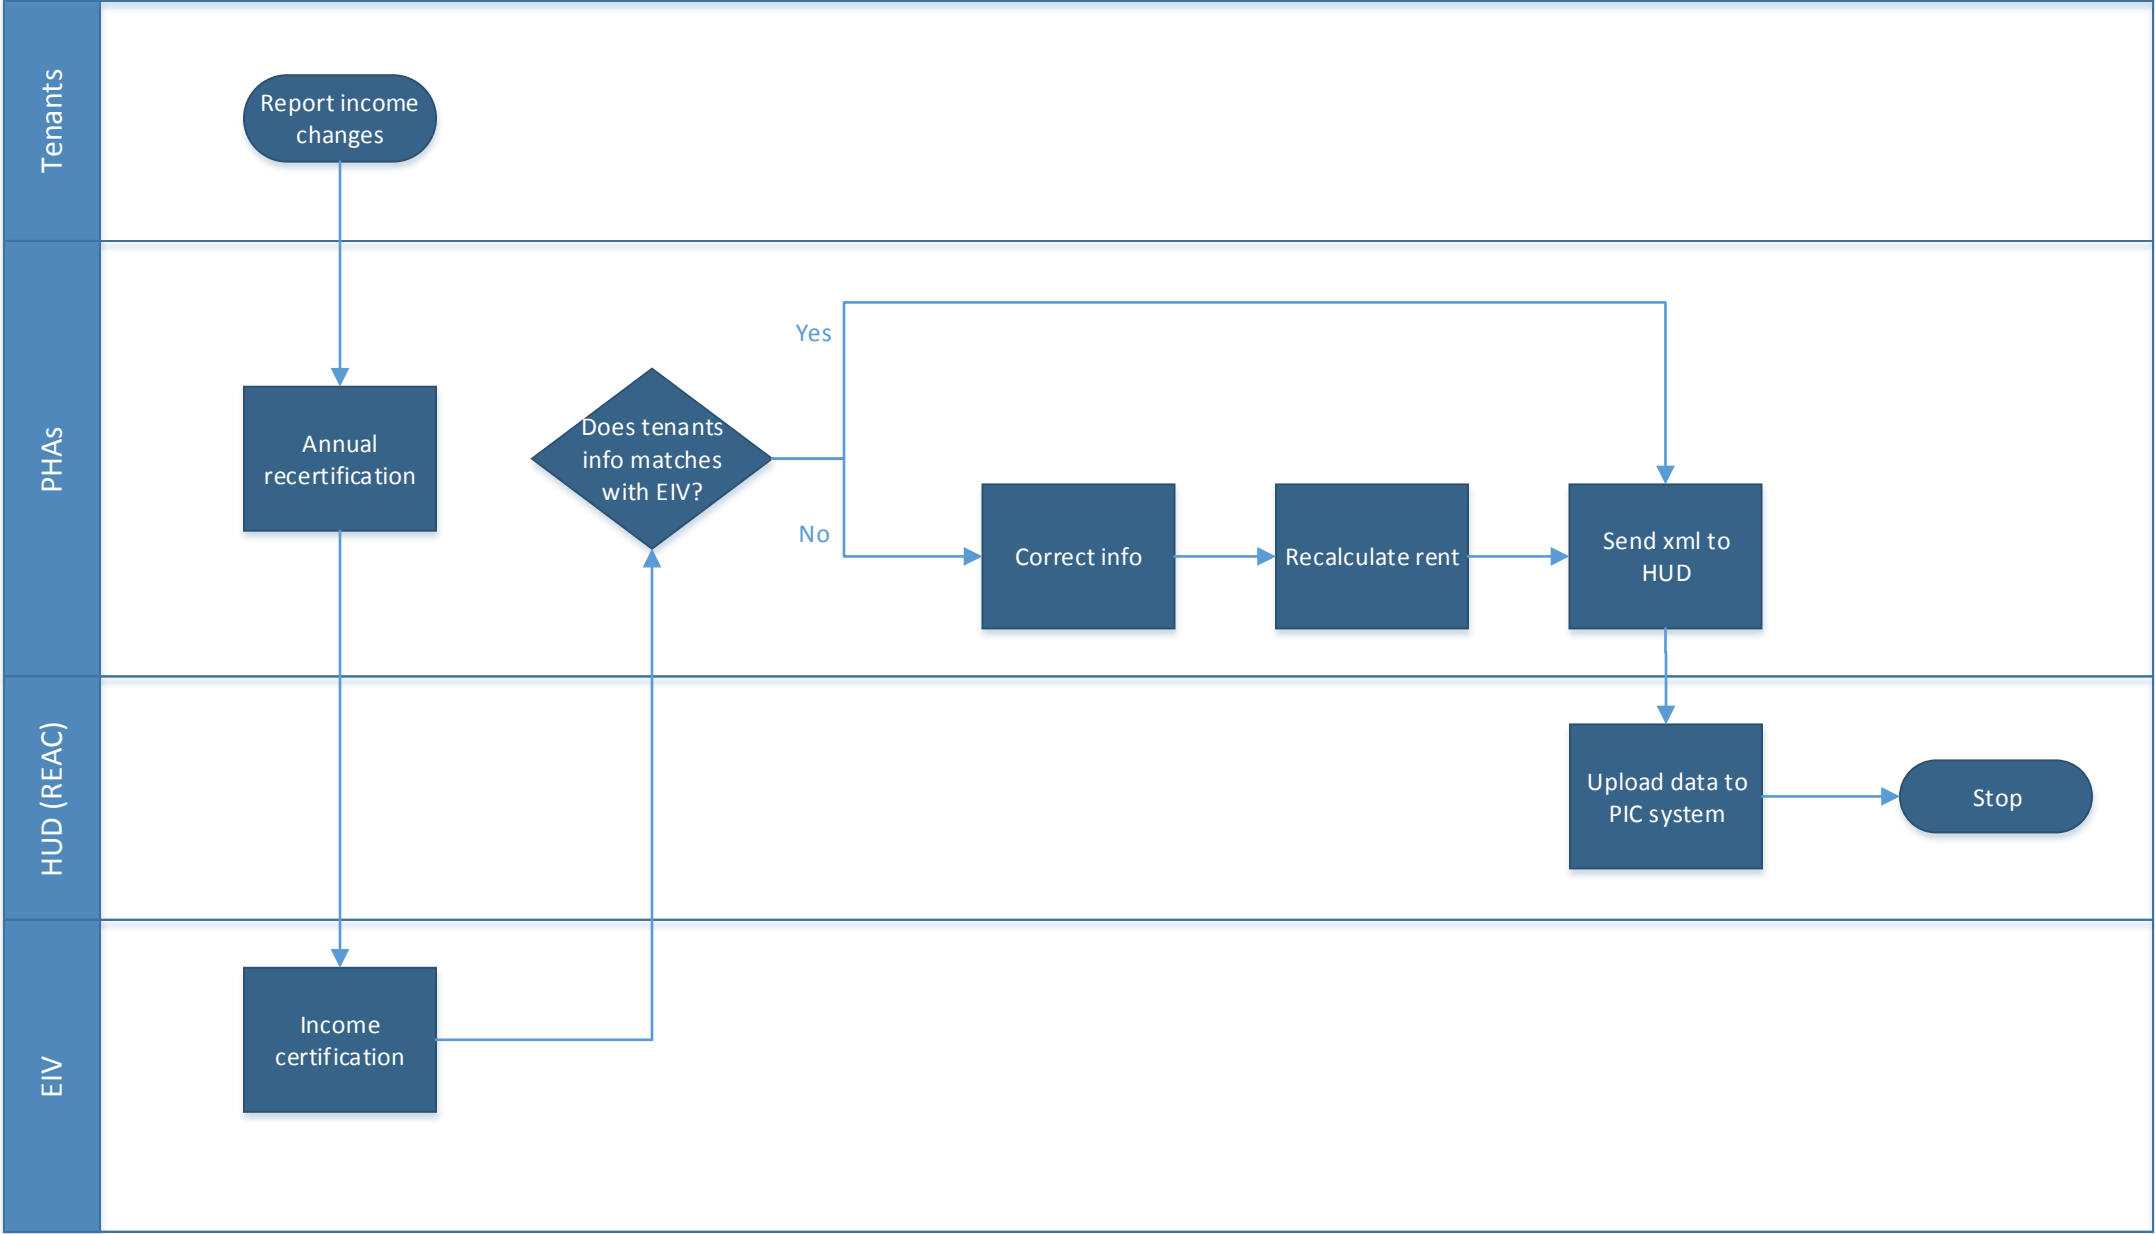 Tenants
Report income
changes
PHAs
Annual
recertification
Does tenants
info matches
with EIV?
Yes
No
Correct info
Recalculate rent
Send xml to
HUD
HUD (REAC)
Upload data to
PIC system
Stop
EIV
Income
certification